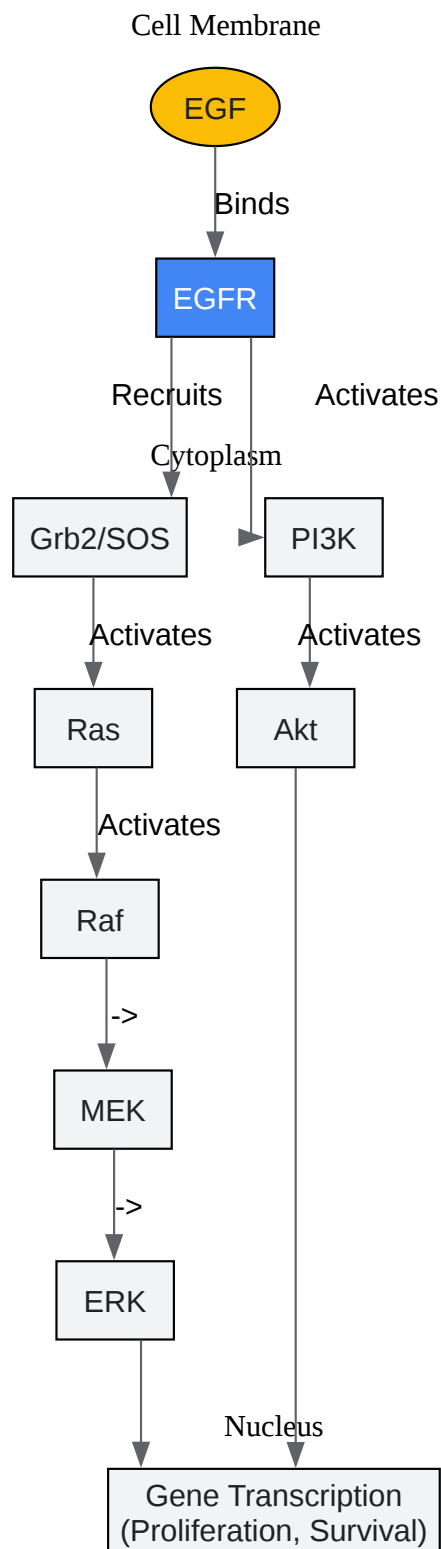 Cell Membrane
EGF
Binds
EGFR
Recruits
Activates
Cytoplasm
Grb2/SOS
PI3K
Activates
Activates
Ras
Akt
Activates
Raf
->
MEK
->
ERK
Nucleus
Gene Transcription
(Proliferation, Survival)